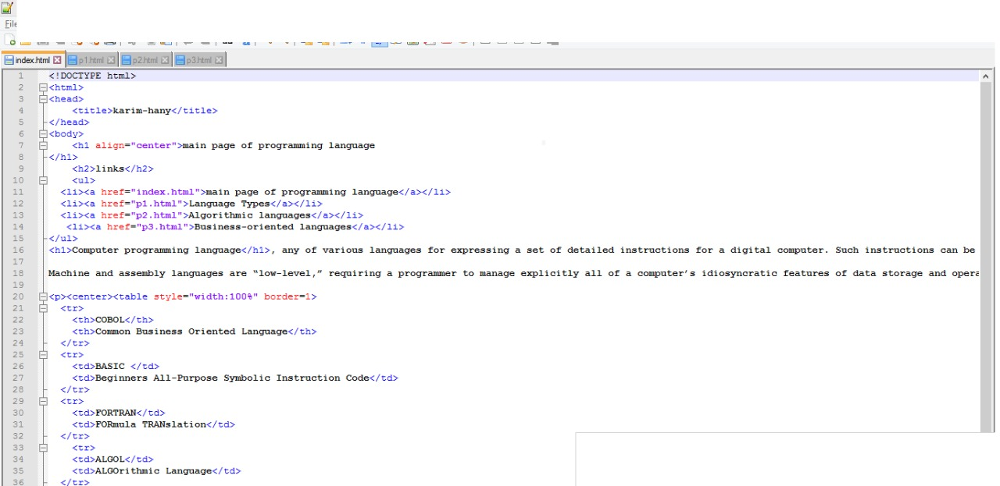 File
index.html p1.html p2.html p3.html
1 <!DOCTYPE html>
2 <html>
3 <head>
4 <title>karim-hany</title>
5 </head>
6 <body>
7 <h1 align="center">main page of programming language
8 </h1>
9 <h2>links</h2>
10 <ul>
11 <li><a href="index.html">main page of programming language</a></li>
12 <li><a href="p1.html">Language Types</a></li>
13 <li><a href="p2.html">Algorithmic languages</a></li>
14 <li><a href="p3.html">Business-oriented languages</a></li>
15 </ul>
16 <h1>Computer programming language</h1>, any of various languages for expressing a set of detailed instructions for a digital computer. Such instructions can be
17
18 Machine and assembly languages are “low-level,” requiring a programmer to manage explicitly all of a computer’s idiosyncratic features of data storage and opera
19
20 <p><center><table style="width:100%" border=1>
21 <tr>
22 <th>COBOL</th>
23 <th>Common Business Oriented Language</th>
24 </tr>
25 <tr>
26 <td>BASIC </td>
27 <td>Beginners All-Purpose Symbolic Instruction Code</td>
28 </tr>
29 <tr>
30 <td>FORTRAN</td>
31 <td>FORmula TRANslation</td>
32 </tr>
33 <tr>
34 <td>ALGOL</td>
35 <td>ALGOrithmic Language</td>
36 </tr>